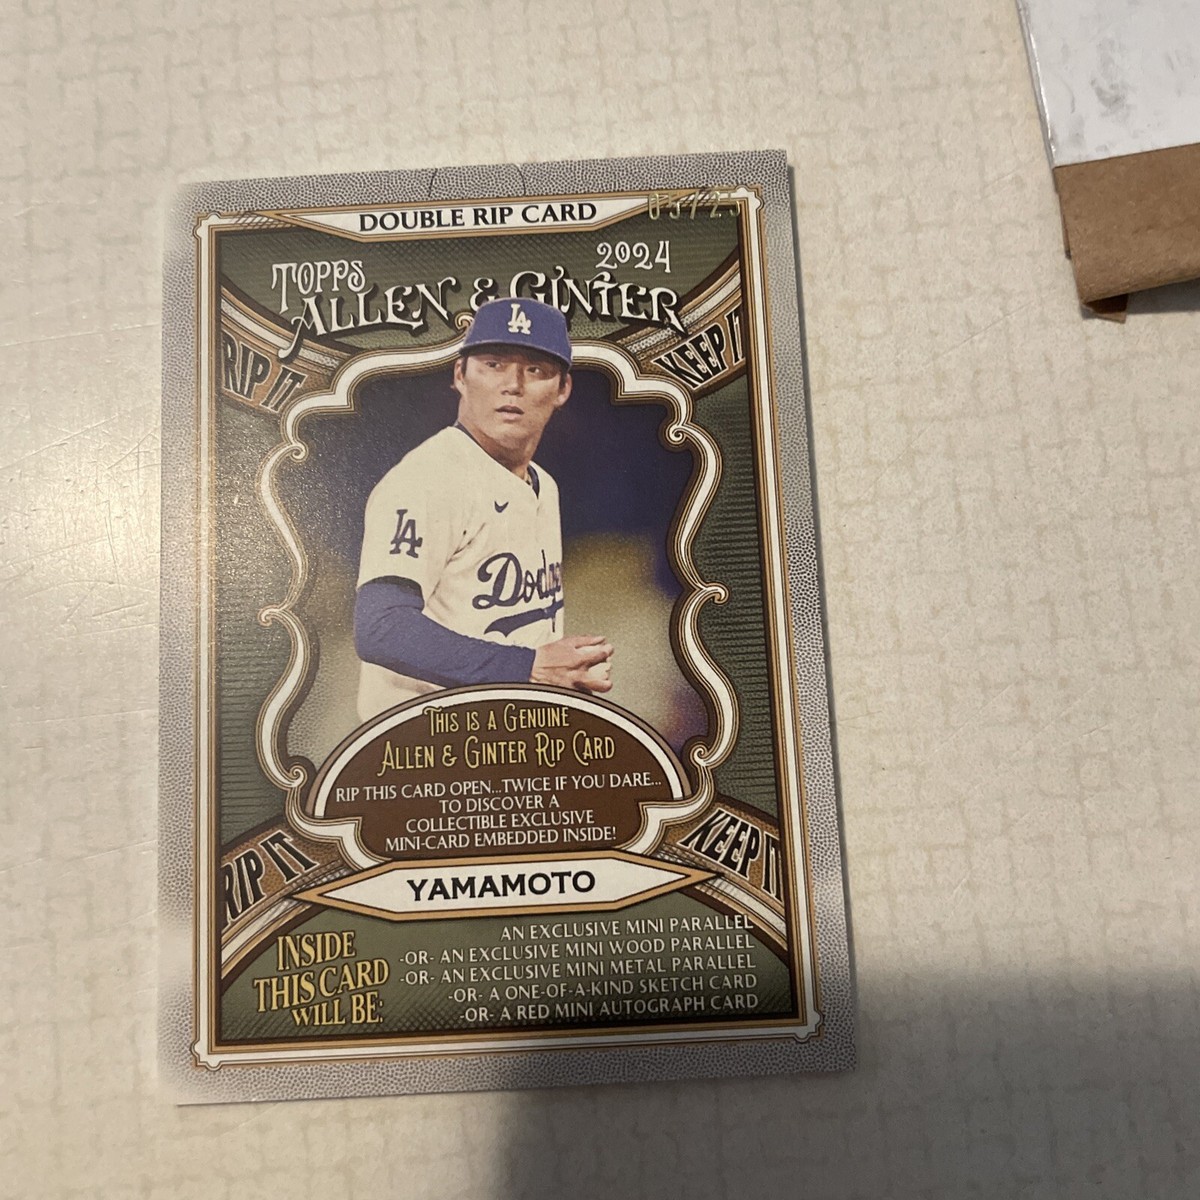 DOUBLE RIP CARD
05/25
2024
TOPPS
ALLEN & GINTER
RIP IT
KEEP IT
LA
LA
Dodge
THIS IS A GENUINE
ALLEN & GINTER RIP CARD
RIP THIS CARD OPEN...TWICE IF YOU DARE...
TO DISCOVER A
COLLECTIBLE EXCLUSIVE
MINI-CARD EMBEDDED INSIDE!
RIP IT
KEEP IT
YAMAMOTO
INSIDE
THIS CARD
WILL BE:
AN EXCLUSIVE MINI PARALLEL
-OR- AN EXCLUSIVE MINI WOOD PARALLEL
-OR- AN EXCLUSIVE MINI METAL PARALLEL
-OR- A ONE-OF-A-KIND SKETCH CARD
-OR- A RED MINI AUTOGRAPH CARD